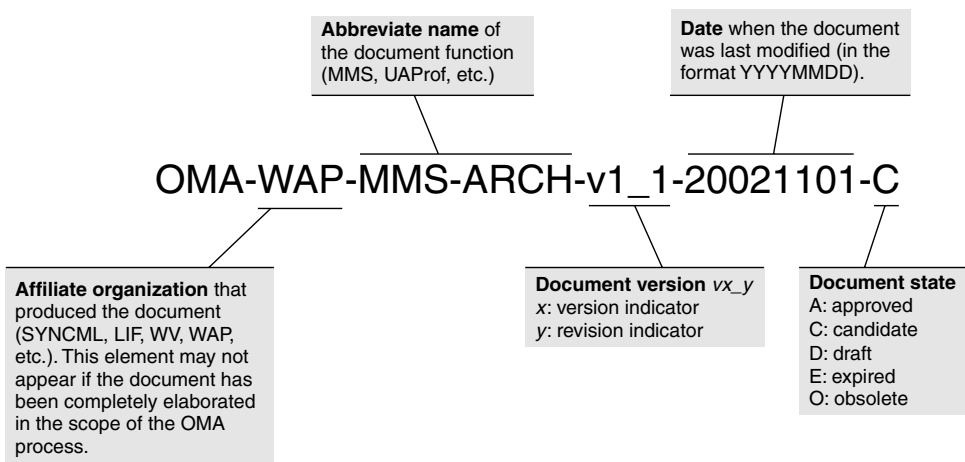 Abbreviate name of
the document function
(MMS, UAProf, etc.)
Date when the document
was last modified (in the
format YYYYMMDD).
OMA-WAP-MMS-ARCH-v1_1-20021101-C
Affiliate organization that
produced the document
(SYNCML, LIF, WV, WAP,
etc.). This element may not
appear if the document has
been completely elaborated
in the scope of the OMA
process.
Document version vx_y
x: version indicator
y: revision indicator
Document state
A: approved
C: candidate
D: draft
E: expired
O: obsolete